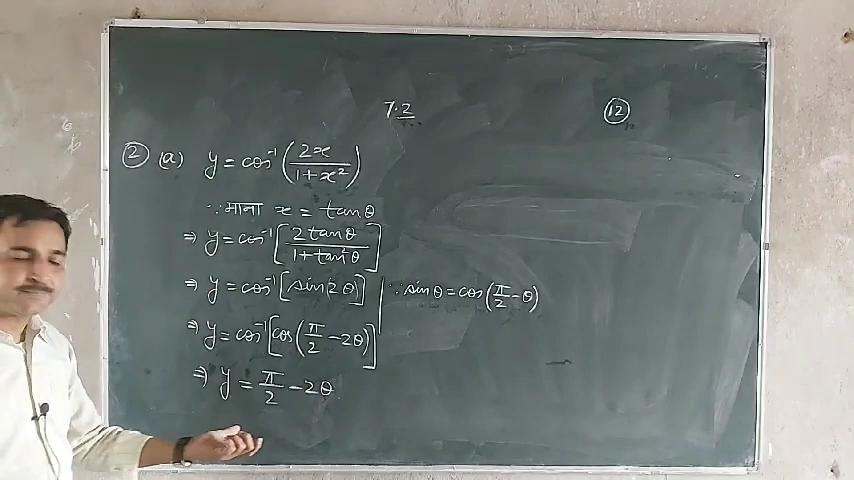 7.2
12
2 (a) y = cos⁻¹(2x/1+x²)
∵ माना x = tanθ
⇒ y = cos⁻¹[2tanθ/1+tan²θ]
⇒ y = cos⁻¹[sin(2θ)] | ∵ sinθ = cos(π/2 - θ)
⇒ y = cos⁻¹[cos(π/2 - 2θ)]
⇒ y = π/2 - 2θ